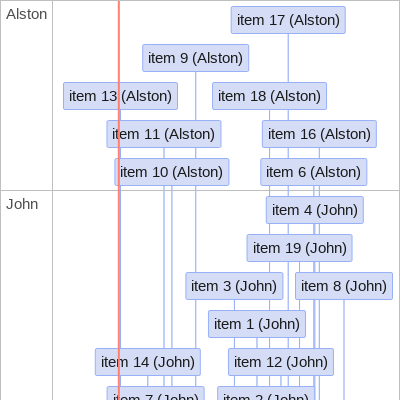 Alston
item 17 (Alston)
item 9 (Alston)
item 13 (Alston)
item 18 (Alston)
item 11 (Alston)
item 16 (Alston)
item 10 (Alston)
item 6 (Alston)
John
item 4 (John)
item 19 (John)
item 3 (John)
item 8 (John)
item 1 (John)
item 14 (John)
item 12 (John)
item 7 (John)
item 2 (John)